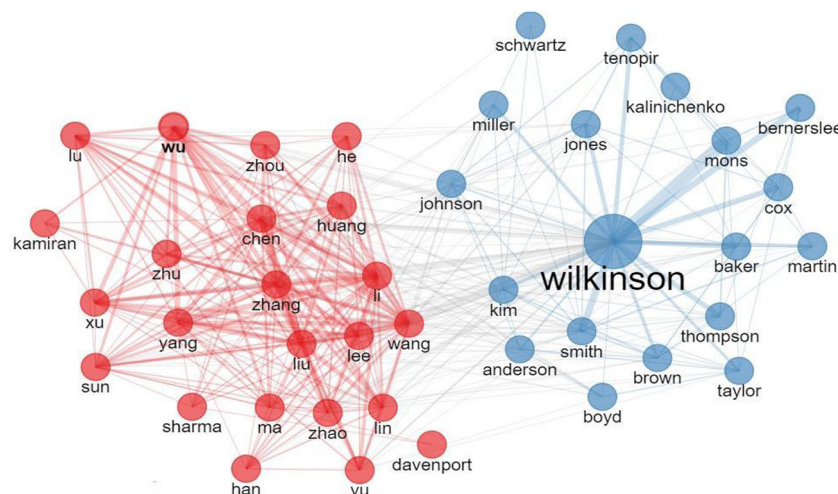 schwartz
tenopir
kalinichenko
bernerslee
miller
jones
mons
lu
wu
zhou
he
johnson
cox
kamiran
chen
huang
zhu
baker
martin
wilkinson
zhang
li
kim
xu
yang
liu
lee
wang
smith
thompson
sun
anderson
brown
taylor
sharma
ma
zhao
lin
boyd
davenport
han
yu